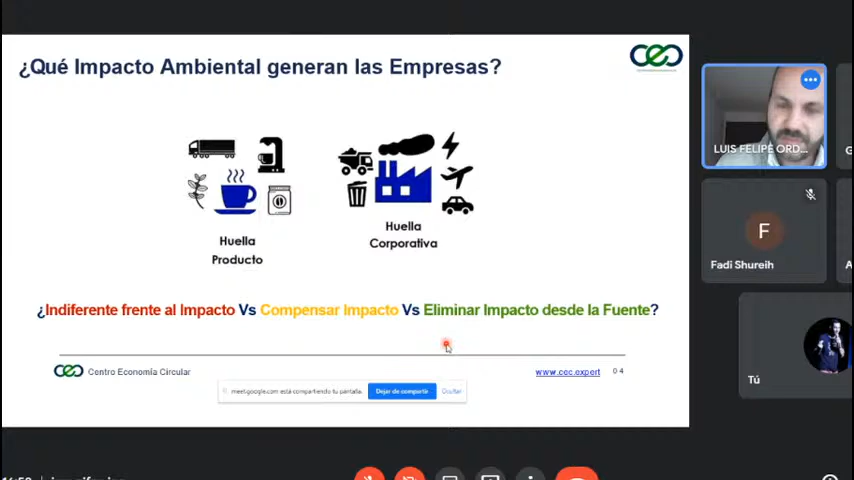 ¿Qué Impacto Ambiental generan las Empresas?
ceo
Huella
Producto
Huella
Corporativa
¿Indiferente frente al Impacto Vs Compensar Impacto Vs Eliminar Impacto desde la Fuente?
Centro Economía Circular
www.cec.expert
04
meet.google.com está compartiendo tu pantalla.
Dejar de compartir
Ocultar
LUIS FELIPE ORD...
G
F
Fadi Shureih
A
Tú